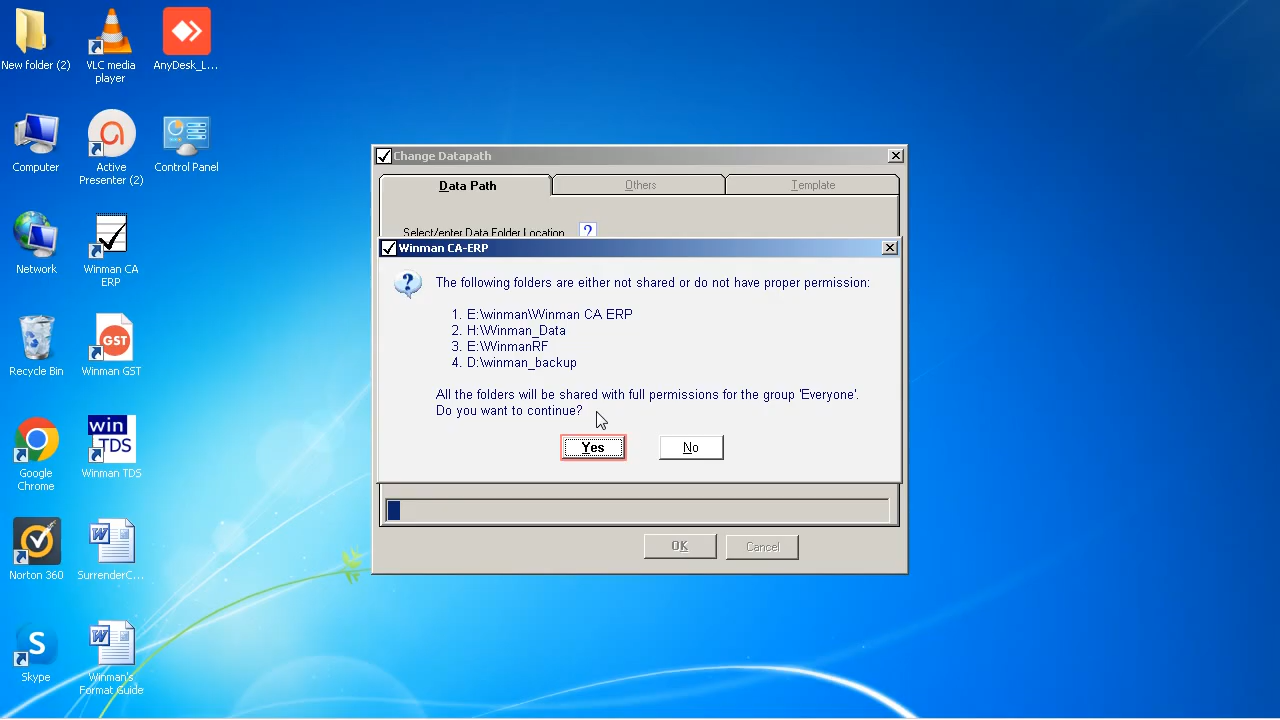 New folder (2)
VLC media
player
AnyDesk_L...
Computer
Active
Presenter (2)
Control Panel
Network
Winman CA
ERP
Recycle Bin
GST
Winman GST
Google
Chrome
win
TDS
Winman TDS
Norton 360
SurrenderC...
S
Skype
Winman's
Format Guide
Change Datapath
Data Path
Others
Template
Select/enter Data Folder Location
?
Winman CA-ERP
The following folders are either not shared or do not have proper permission:
1. E:\winman\Winman CA ERP
2. H:\Winman_Data
3. E:\WinmanRF
4. D:\winman_backup
All the folders will be shared with full permissions for the group 'Everyone'.
Do you want to continue?
Yes
No
OK
Cancel